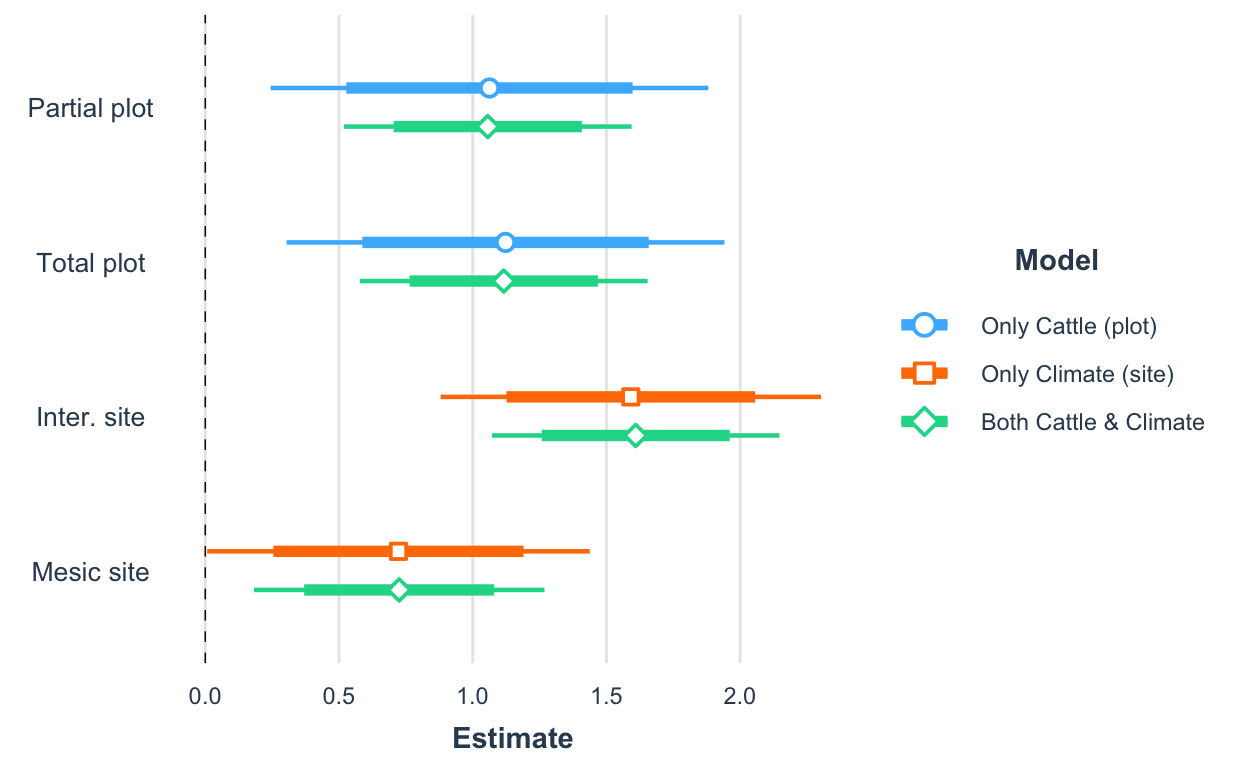 Partial plot
Total plot
Inter. site
Mesic site
0.0 0.5 1.0 1.5 2.0
Estimate
Model
Only Cattle (plot)
Only Climate (site)
Both Cattle & Climate